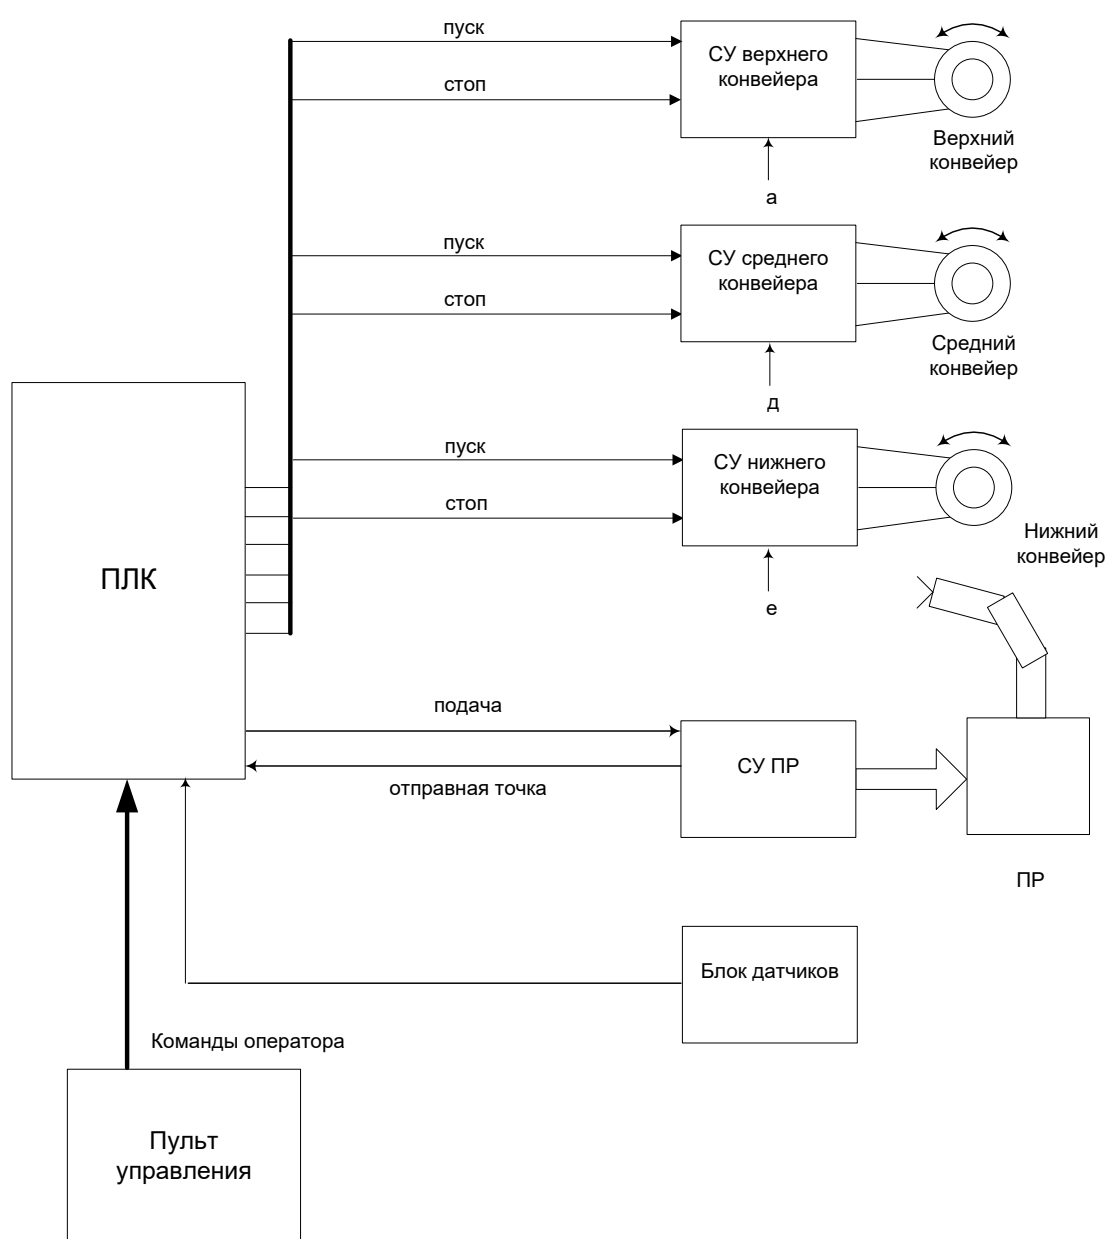 пуск
СУ верхнего
конвейера
стоп
Верхний
конвейер
а
пуск
СУ среднего
конвейера
стоп
Средний
конвейер
д
пуск
СУ нижнего
конвейера
стоп
Нижний
конвейер
е
ПЛК
подача
СУ ПР
отправная точка
ПР
Блок датчиков
Команды оператора
Пульт
управления